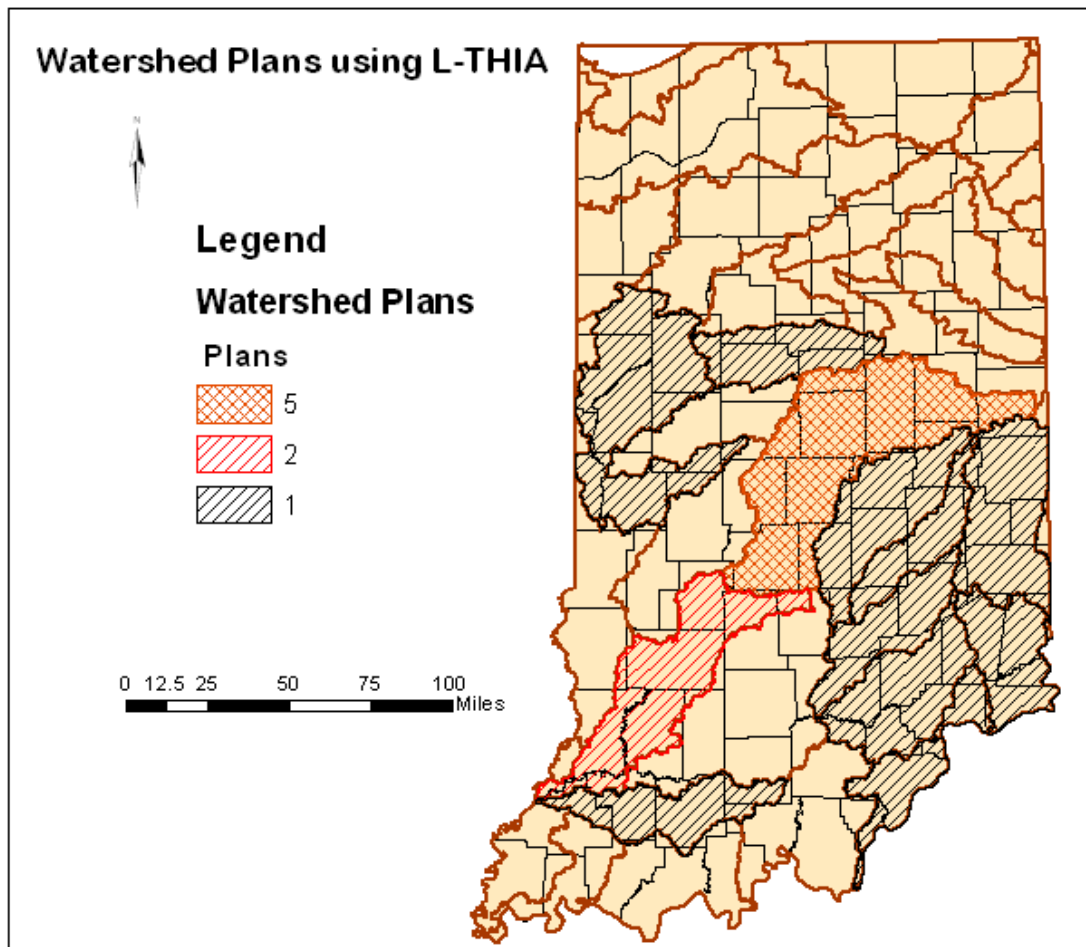 Watershed Plans using L-THIA
N
Legend
Watershed Plans
Plans
5
2
1
0 12.5 25 50 75 100
Miles